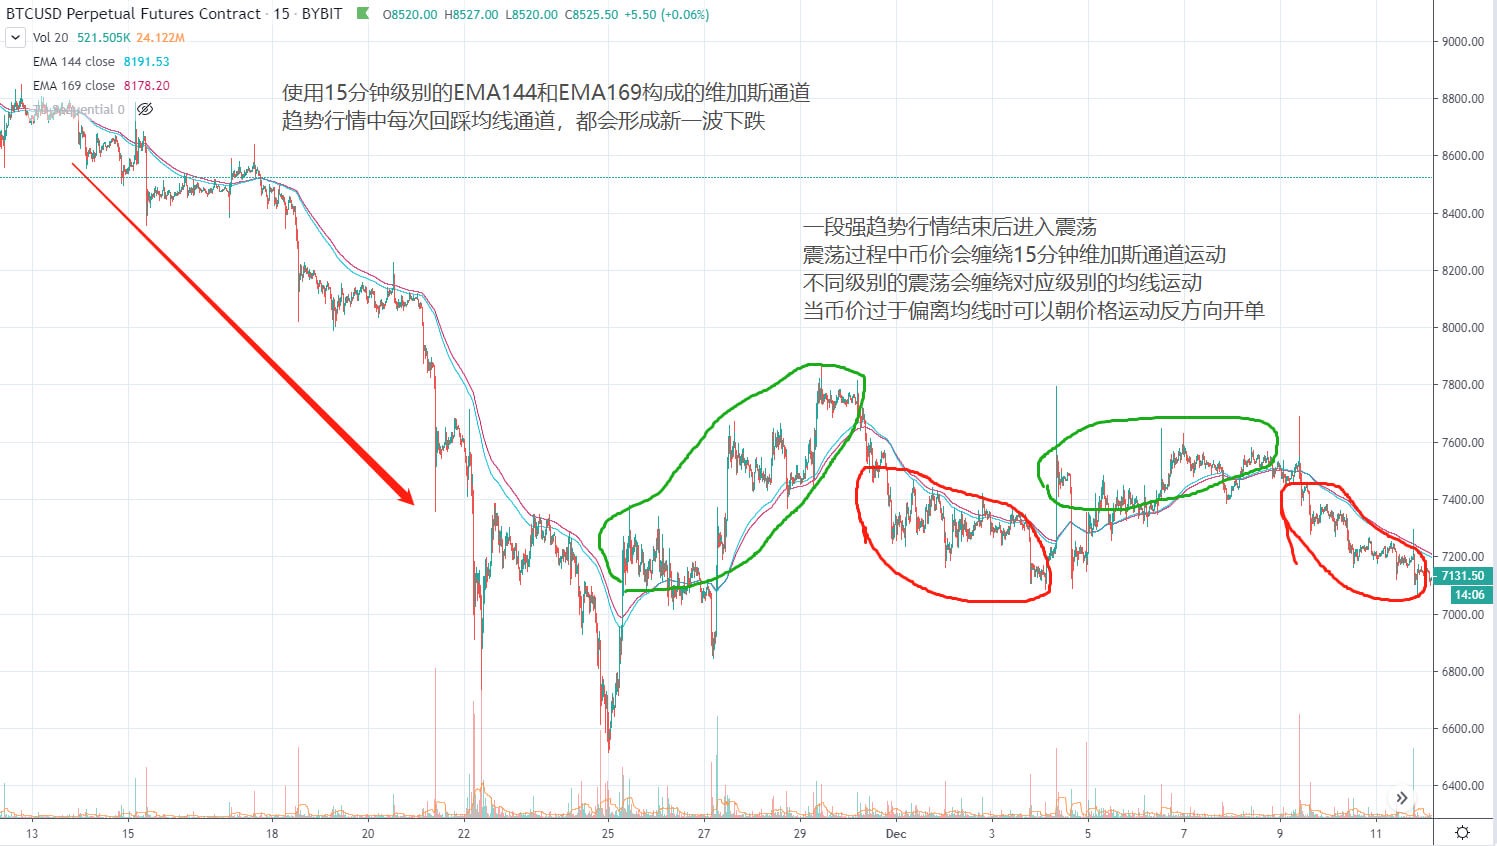 BTCUSD Perpetual Futures Contract · 15 · BYBIT O8520.00 H8527.00 L8520.00 C8525.50 +5.50 (+0.06%)
Vol 20 521.505K 24.122M
EMA 144 close 8191.53
EMA 169 close 8178.20
Sequential 0
使用15分钟级别的EMA144和EMA169构成的维加斯通道
趋势行情中每次回踩均线通道，都会形成新一波下跌
一段强趋势行情结束后进入震荡
震荡过程中币价会缠绕15分钟维加斯通道运动
不同级别的震荡会缠绕对应级别的均线运动
当币价过于偏离均线时可以朝价格运动反方向开单
9000.00
8800.00
8600.00
8400.00
8200.00
8000.00
7800.00
7600.00
7400.00
7200.00
7131.50
14:06
7000.00
6800.00
6600.00
6400.00
13 15 18 20 22 25 27 29 Dec 3 5 7 9 11